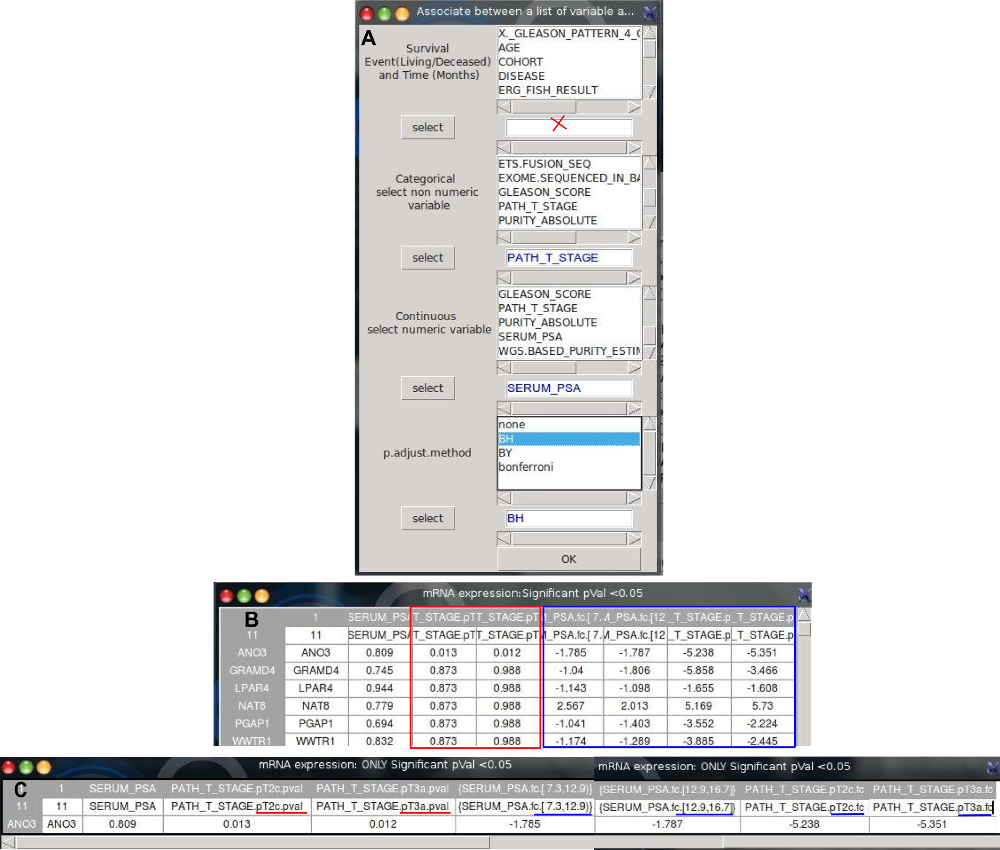 Associate between a list of variable a...
A
Survival
Event(Living/Deceased)
and Time (Months)
X._GLEASON_PATTERN_4_
AGE
COHORT
DISEASE
ERG_FISH_RESULT
select
Categorical
select non numeric
variable
ETS.FUSION_SEQ
EXOME.SEQUENCED_IN_BA
GLEASON_SCORE
PATH_T_STAGE
PURITY_ABSOLUTE
select
PATH_T_STAGE
Continuous
select numeric variable
GLEASON_SCORE
PATH_T_STAGE
PURITY_ABSOLUTE
SERUM_PSA
WGS.BASED_PURITY_ESTIM
select
SERUM_PSA
p.adjust.method
none
BH
BY
bonferroni
select
BH
OK
mRNA expression:Significant pVal <0.05
B
1 SERUM_PSA T_STAGE.pT T_STAGE.pT M_PSA.fc.[ 7. M_PSA.fc.[12 _T_STAGE.p _T_STAGE.p
11 11 SERUM_PSA T_STAGE.pT T_STAGE.pT M_PSA.fc.[ 7. M_PSA.fc.[12 _T_STAGE.p _T_STAGE.p
ANO3 ANO3 0.809 0.013 0.012 -1.785 -1.787 -5.238 -5.351
GRAMD4 GRAMD4 0.745 0.873 0.988 -1.04 -1.806 -5.858 -3.466
LPAR4 LPAR4 0.944 0.873 0.988 -1.143 -1.098 -1.655 -1.608
NAT8 NAT8 0.779 0.873 0.988 2.567 2.013 5.169 5.73
PGAP1 PGAP1 0.694 0.873 0.988 -1.041 -1.403 -3.552 -2.224
WWTR1 WWTR1 0.832 0.873 0.988 -1.174 -1.289 -3.885 -2.445
mRNA expression: ONLY Significant pVal <0.05 mRNA expression: ONLY Significant pVal <0.05
C
1 SERUM_PSA PATH_T_STAGE.pT2c.pval PATH_T_STAGE.pT3a.pval {SERUM_PSA.fc.[ 7.3,12.9)} {SERUM_PSA.fc.[12.9,16.7]} PATH_T_STAGE.pT2c.fc PATH_T_STAGE.pT3a.fc
11 11 SERUM_PSA PATH_T_STAGE.pT2c.pval PATH_T_STAGE.pT3a.pval {SERUM_PSA.fc.[ 7.3,12.9)} {SERUM_PSA.fc.[12.9,16.7]} PATH_T_STAGE.pT2c.fc PATH_T_STAGE.pT3a.fc
ANO3 ANO3 0.809 0.013 0.012 -1.785 -1.787 -5.238 -5.351